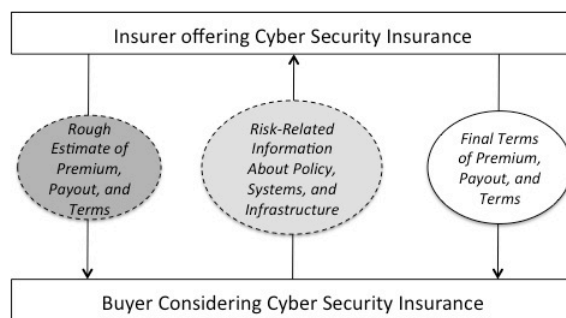 Insurer offering Cyber Security Insurance
Rough
Estimate of
Premium,
Payout, and
Terms
Risk-Related
Information
About Policy,
Systems, and
Infrastructure
Final Terms
of Premium,
Payout, and
Terms
Buyer Considering Cyber Security Insurance